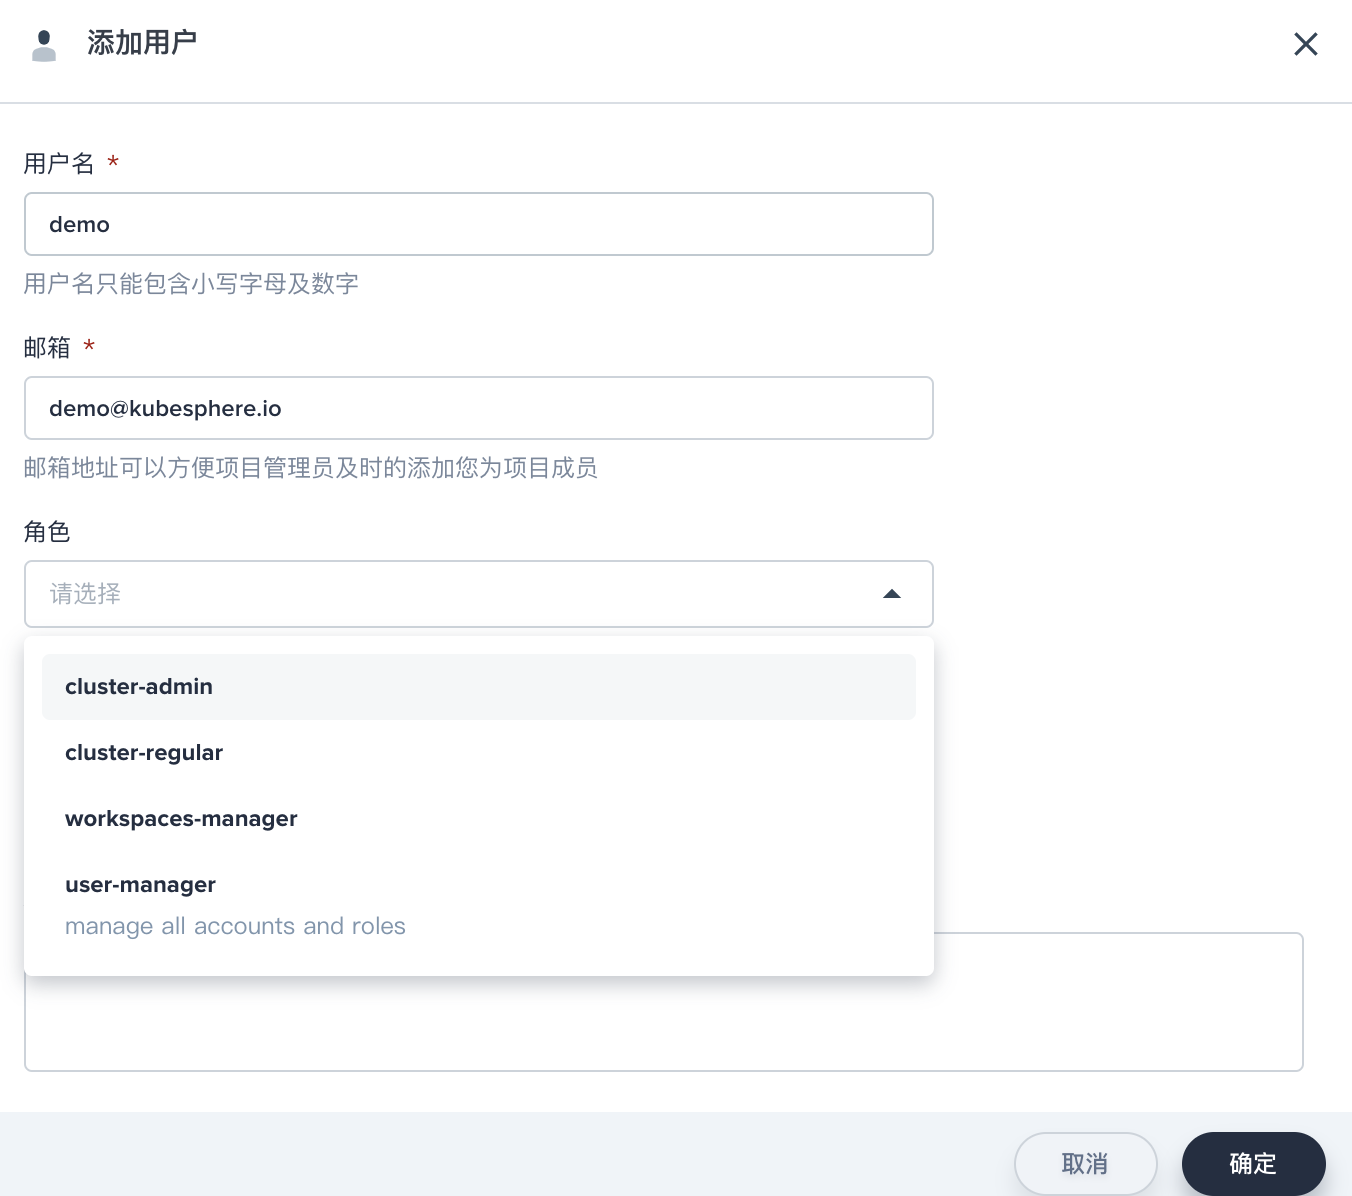 添加用户
用户名 *
demo
用户名只能包含小写字母及数字
邮箱 *
demo@kubesphere.io
邮箱地址可以方便项目管理员及时的添加您为项目成员
角色
请选择
cluster-admin
cluster-regular
workspaces-manager
user-manager
manage all accounts and roles
取消
确定